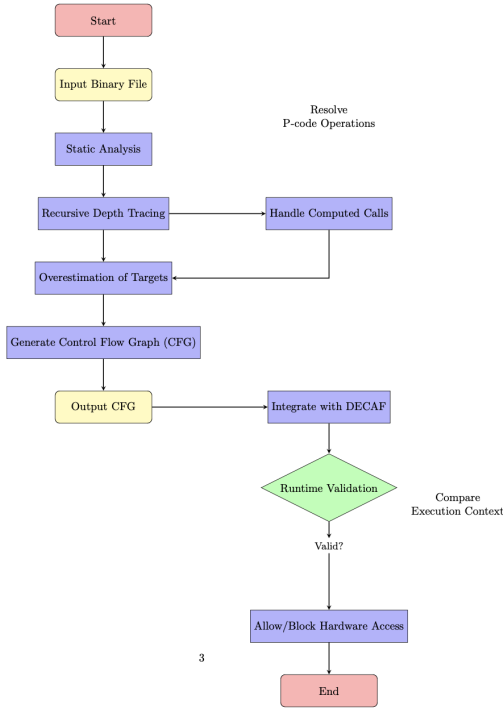 Start
Input Binary File
Resolve
P-code Operations
Static Analysis
Recursive Depth Tracing
Handle Computed Calls
Overestimation of Targets
Generate Control Flow Graph (CFG)
Output CFG
Integrate with DECAF
Runtime Validation
Compare
Execution Context
Valid?
Allow/Block Hardware Access
3
End